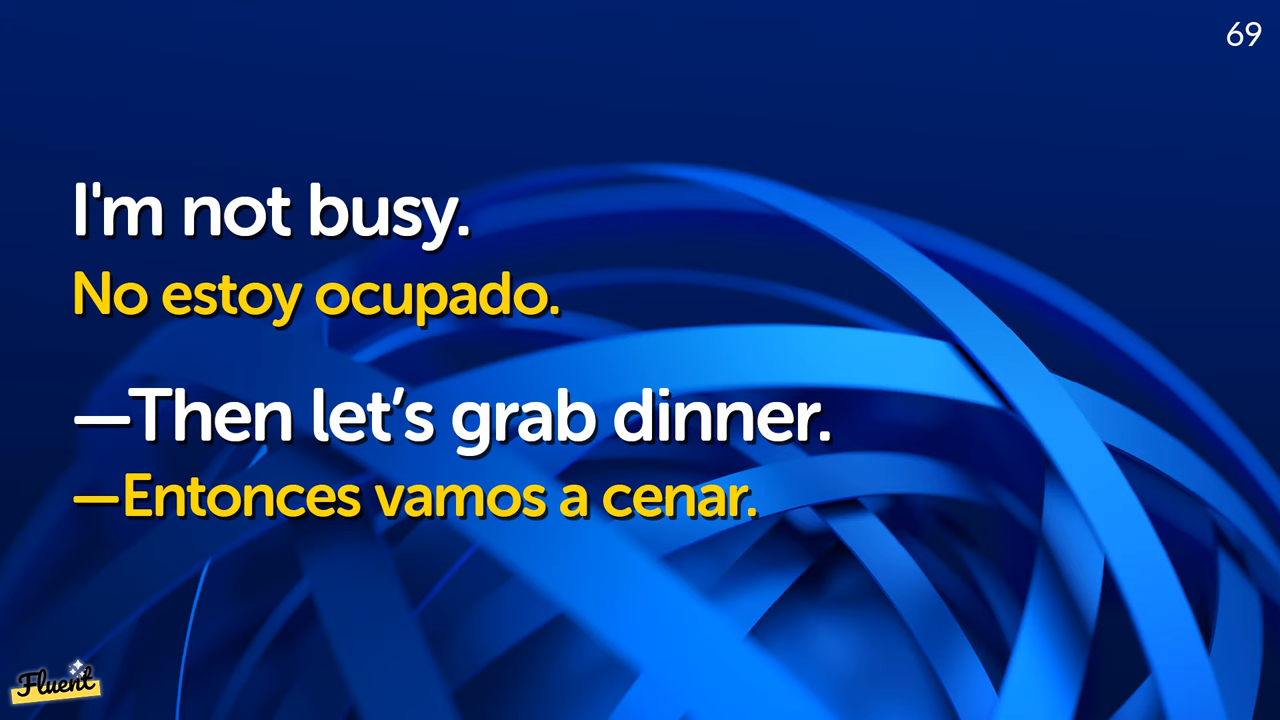 69
I'm not busy.
No estoy ocupado.
—Then let’s grab dinner.
—Entonces vamos a cenar.
Fluent